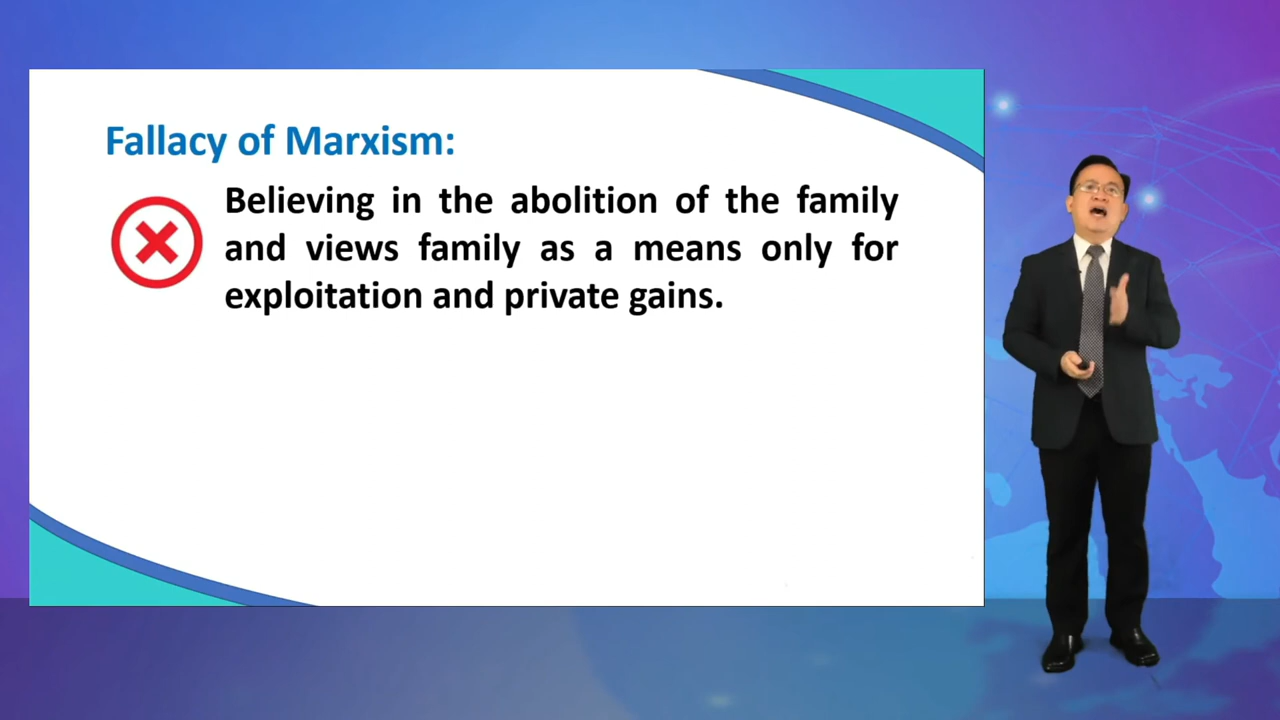 Fallacy of Marxism:
Believing in the abolition of the family
and views family as a means only for
exploitation and private gains.